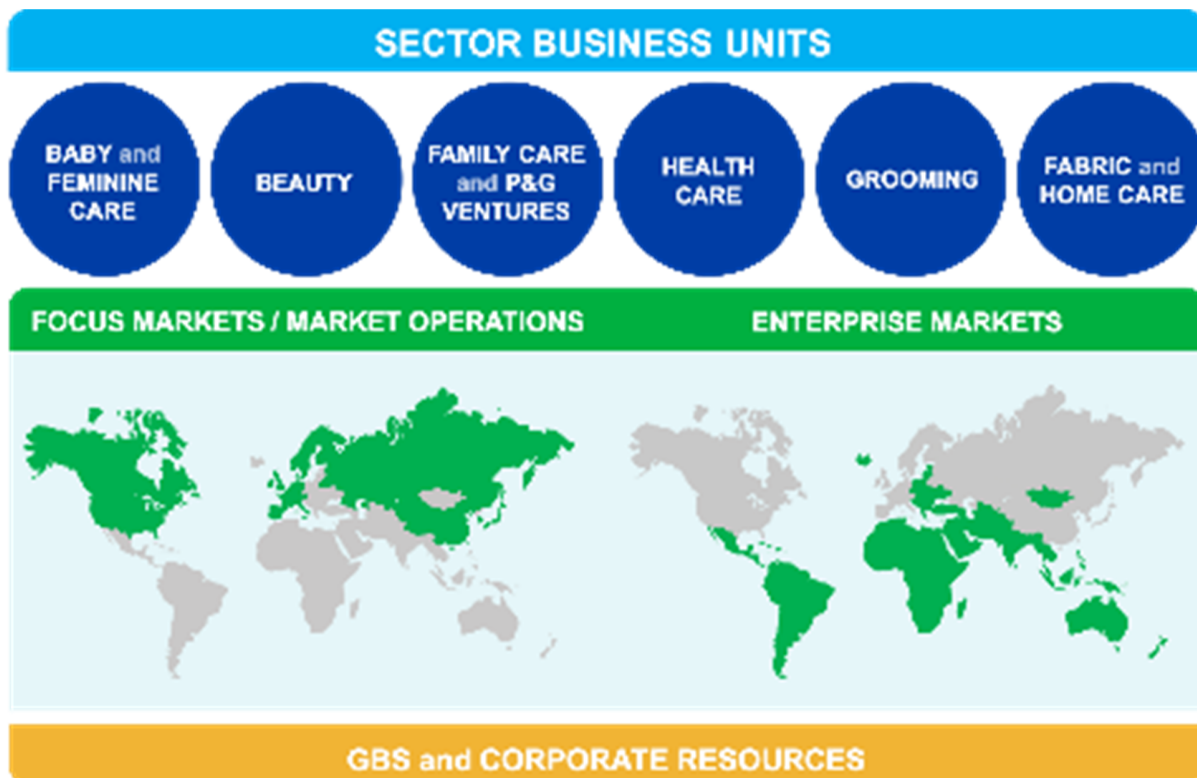 SECTOR BUSINESS UNITS
BABY and
FEMININE
CARE
BEAUTY
FAMILY CARE
and P&G
VENTURES
HEALTH
CARE
GROOMING
FABRIC and
HOME CARE
FOCUS MARKETS / MARKET OPERATIONS
ENTERPRISE MARKETS
GBS and CORPORATE RESOURCES